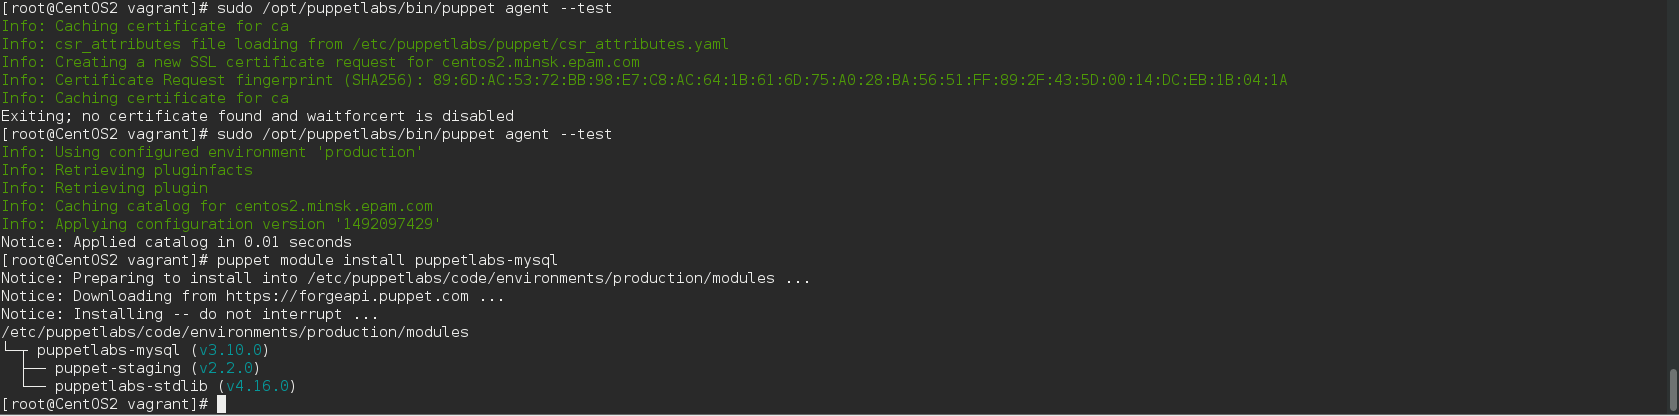 [root@CentOS2 vagrant]# sudo /opt/puppetlabs/bin/puppet agent --test
Info: Caching certificate for ca
Info: csr_attributes file loading from /etc/puppetlabs/puppet/csr_attributes.yaml
Info: Creating a new SSL certificate request for centos2.minsk.epam.com
Info: Certificate Request fingerprint (SHA256): 89:6D:AC:53:72:BB:98:E7:C8:AC:64:1B:61:6D:75:A0:28:BA:56:51:FF:89:2F:43:5D:00:14:DC:EB:1B:04:1A
Info: Caching certificate for ca
Exiting; no certificate found and waitforcert is disabled
[root@CentOS2 vagrant]# sudo /opt/puppetlabs/bin/puppet agent --test
Info: Using configured environment 'production'
Info: Retrieving pluginfacts
Info: Retrieving plugin
Info: Caching catalog for centos2.minsk.epam.com
Info: Applying configuration version '1492097429'
Notice: Applied catalog in 0.01 seconds
[root@CentOS2 vagrant]# puppet module install puppetlabs-mysql
Notice: Preparing to install into /etc/puppetlabs/code/environments/production/modules ...
Notice: Downloading from https://forgeapi.puppet.com ...
Notice: Installing -- do not interrupt ...
/etc/puppetlabs/code/environments/production/modules
└─┬ puppetlabs-mysql (v3.10.0)
  ├── puppet-staging (v2.2.0)
  └── puppetlabs-stdlib (v4.16.0)
[root@CentOS2 vagrant]#